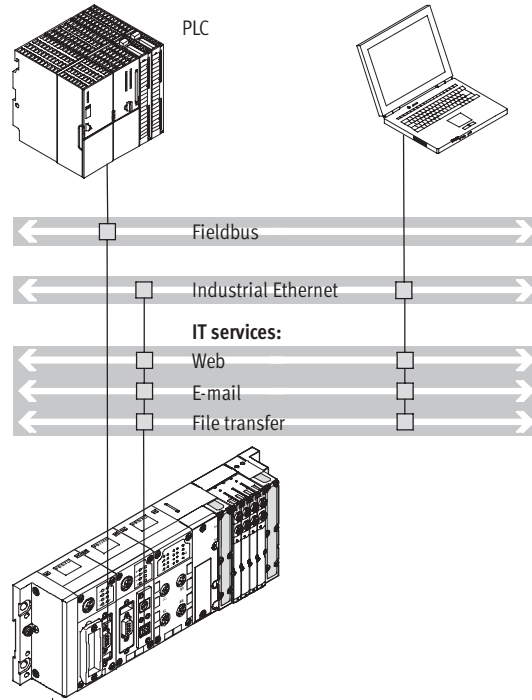 PLC
Fieldbus
Industrial Ethernet
IT services:
Web
E-mail
File transfer